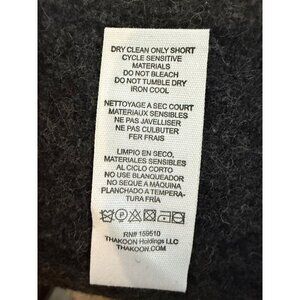 DRY CLEAN ONLY SHORT
CYCLE SENSITIVE
MATERIALS
DO NOT BLEACH
DO NOT TUMBLE DRY
IRON COOL
NETTOYAGE A SEC COURT
MATERIAUX SENSIBLES
NE PAS JAVELLISER
NE PAS CULBUTER
FER FRAIS
LIMPIO EN SECO,
MATERIALES SENSIBLES
AL CICLO CORTO
NO USE BLANQUEADOR
NO SEQUE A MÁQUINA
PLANCHADO A TEMPERA-
TURA FRÍA
RN# 159510
THAKOON Holdings LLC
THAKOON.COM